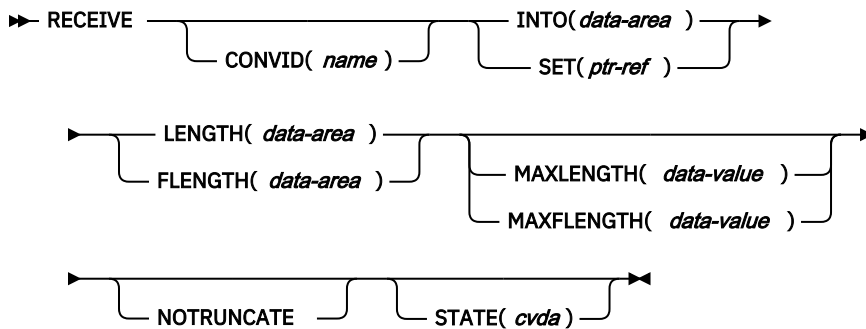 RECEIVE INTO( data-area )
CONVID( name ) SET( ptr-ref )
LENGTH( data-area )
FLENGTH( data-area ) MAXLENGTH( data-value )
MAXFLENGTH( data-value )
NOTRUNCATE STATE( cvda )